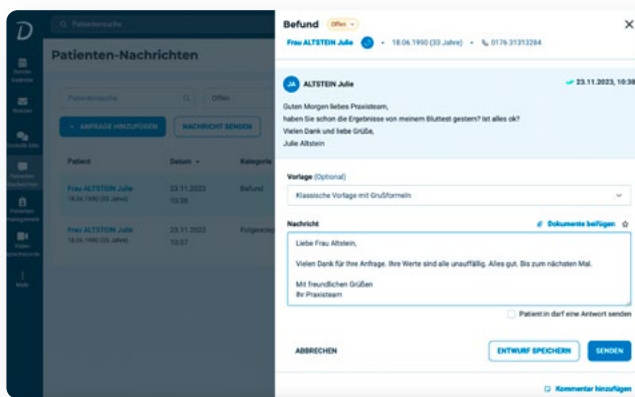 Patientensuche
Patienten-Nachrichten
Patientensuche
Offen
+ ANFRAGE HINZUFÜGEN
NACHRICHT SENDEN
Patient
Datum
Kategorie
Frau ALTSTEIN Julie
18.06.1990 (33 Jahre)
23.11.2023
10:38
Befund
Frau ALTSTEIN Julie
18.06.1990 (33 Jahre)
23.11.2023
10:27
Befund
Offen
Frau ALTSTEIN Julie
• 18.06.1990 (33 Jahre) • 0176 31313264
JA
ALTSTEIN Julie
23.11.2023, 10:38
Guten Morgen liebes Praxisteam,
haben Sie schon die Ergebnisse von meinem Bluttest gestern? Ist alles ok?
Vielen Dank und liebe Grüße,
Julie Altstein
Vorlage (Optional)
Klassische Vorlage mit Grußformeln
Nachricht
Dokumente beifügen
Liebe Frau Altstein,
Vielen Dank für Ihre Anfrage. Ihre Werte sind alle unauffällig. Alles gut. Bis zum nächsten Mal.
Mit freundlichen Grüßen
Ihr Praxisteam
Patient:in darf eine Antwort senden
ABBRECHEN
ENTWURF SPEICHERN
SENDEN
Kommentar hinzufügen